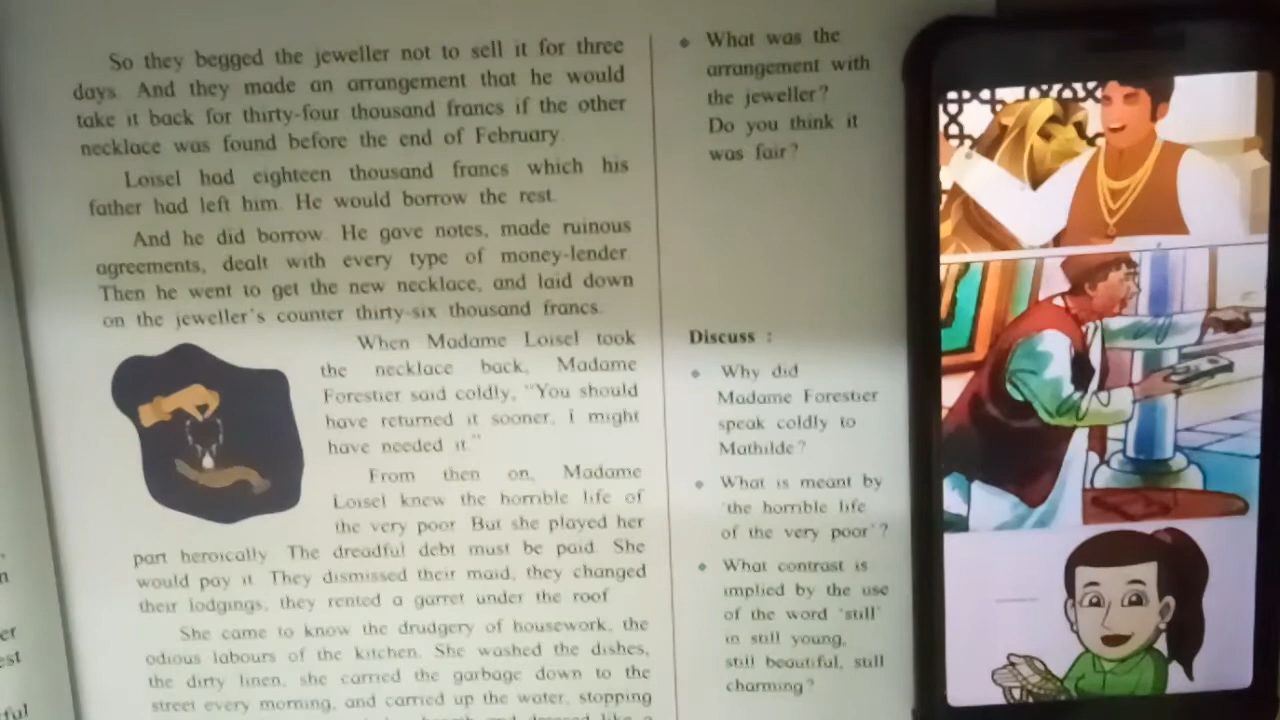 So they begged the jeweller not to sell it for three
days. And they made an arrangement that he would
take it back for thirty-four thousand francs if the other
necklace was found before the end of February.
Loisel had eighteen thousand francs which his
father had left him. He would borrow the rest.
And he did borrow. He gave notes, made ruinous
agreements, dealt with every type of money-lender.
Then he went to get the new necklace, and laid down
on the jeweller's counter thirty-six thousand francs.
When Madame Loisel took
the necklace back, Madame
Forestier said coldly, "You should
have returned it sooner, I might
have needed it."
From then on, Madame
Loisel knew the horrible life of
the very poor. But she played her
part heroically. The dreadful debt must be paid. She
would pay it. They dismissed their maid, they changed
their lodgings, they rented a garret under the roof
She came to know the drudgery of housework, the
odious labours of the kitchen. She washed the dishes,
the dirty linen, she carried the garbage down to the
street every morning, and carried up the water, stopping
• What was the
arrangement with
the jeweller?
Do you think it
was fair?
Discuss :
• Why did
Madame Forestier
speak coldly to
Mathilde?
• What is meant by
'the horrible life
of the very poor'?
• What contrast is
implied by the use
of the word 'still'
in still young,
still beautiful, still
charming?
er
est
ful